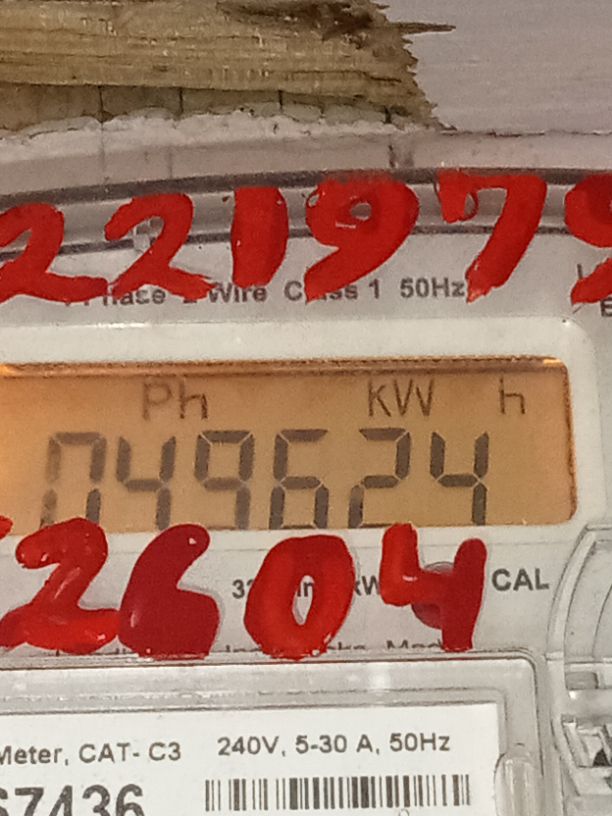 221979
Phase 2 Wire Class 1 50Hz
Ph KW h
049624
2604
CAL
Meter, CAT- C3 240V, 5-30 A, 50Hz
67436